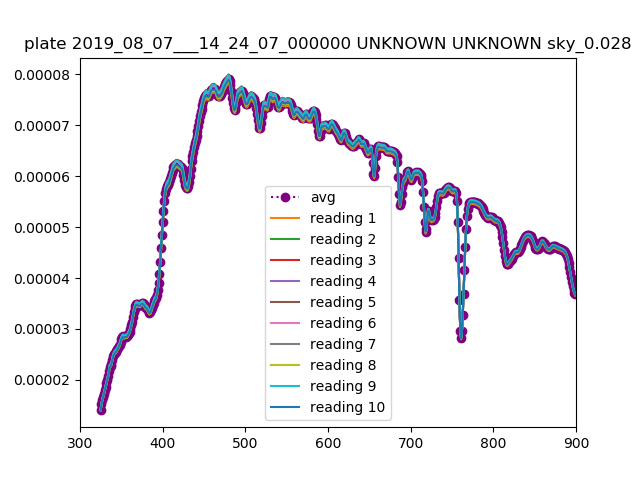 plate 2019_08_07___14_24_07_000000 UNKNOWN UNKNOWN sky_0.028
0.00008
0.00007
0.00006
0.00005
0.00004
0.00003
0.00002
avg
reading 1
reading 2
reading 3
reading 4
reading 5
reading 6
reading 7
reading 8
reading 9
reading 10
300 400 500 600 700 800 900